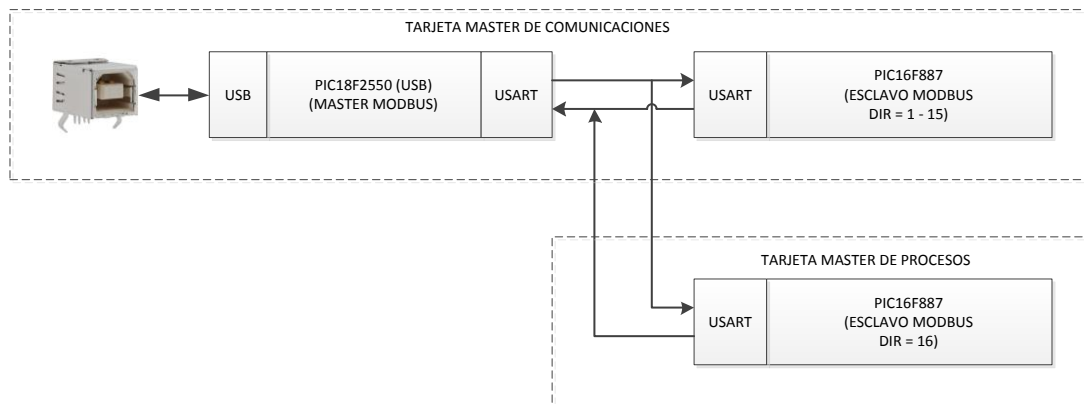 TARJETA MASTER DE COMUNICACIONES
USB
PIC18F2550 (USB)
(MASTER MODBUS)
USART
USART
PIC16F887
(ESCLAVO MODBUS
DIR = 1 - 15)
TARJETA MASTER DE PROCESOS
USART
PIC16F887
(ESCLAVO MODBUS
DIR = 16)